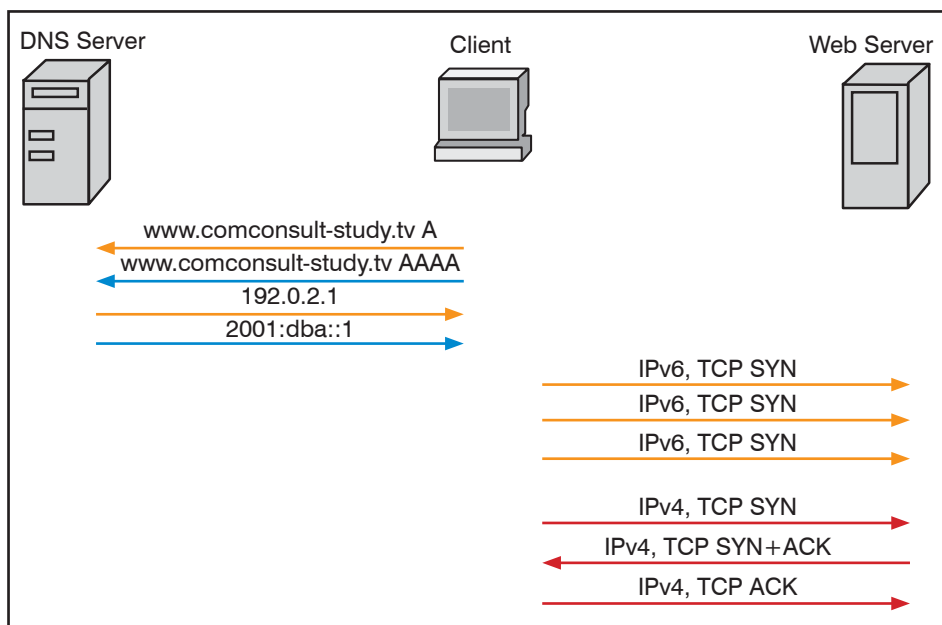 DNS Server
Client
Web Server
www.comconsult-study.tv A
www.comconsult-study.tv AAAA
192.0.2.1
2001:dba::1
IPv6, TCP SYN
IPv6, TCP SYN
IPv6, TCP SYN
IPv4, TCP SYN
IPv4, TCP SYN+ACK
IPv4, TCP ACK